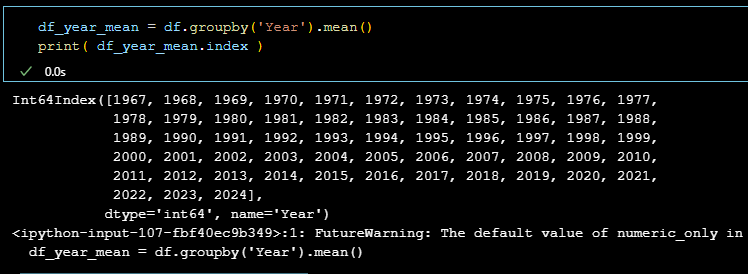 df_year_mean = df.groupby('Year').mean()
print( df_year_mean.index )
0.0s
Int64Index([1967, 1968, 1969, 1970, 1971, 1972, 1973, 1974, 1975, 1976, 1977,
1978, 1979, 1980, 1981, 1982, 1983, 1984, 1985, 1986, 1987, 1988,
1989, 1990, 1991, 1992, 1993, 1994, 1995, 1996, 1997, 1998, 1999,
2000, 2001, 2002, 2003, 2004, 2005, 2006, 2007, 2008, 2009, 2010,
2011, 2012, 2013, 2014, 2015, 2016, 2017, 2018, 2019, 2020, 2021,
2022, 2023, 2024],
dtype='int64', name='Year')
<ipython-input-107-fbf40ec9b349>:1: FutureWarning: The default value of numeric_only in
df_year_mean = df.groupby('Year').mean()